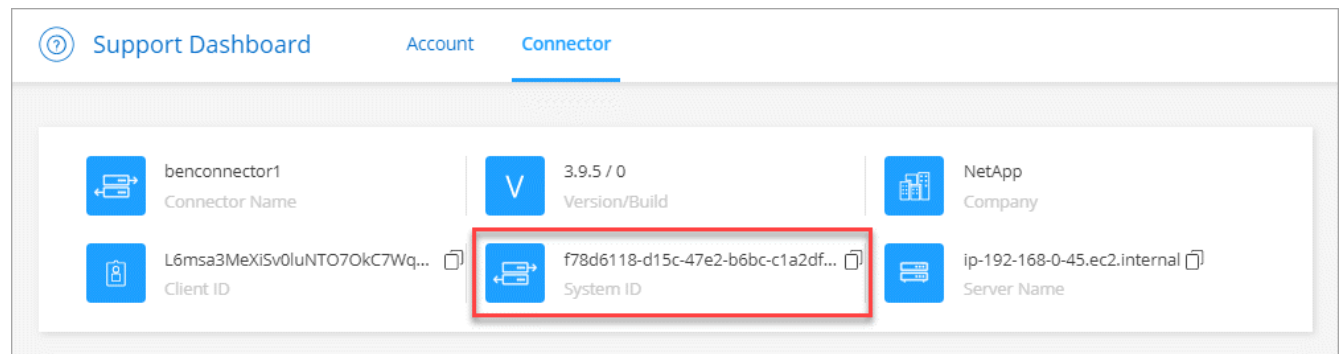 Support Dashboard Account Connector
benconnector1
Connector Name
V
3.9.5 / 0
Version/Build
NetApp
Company
L6msa3MeXiSv0luNTO7OkC7Wq...
Client ID
f78d6118-d15c-47e2-b6bc-c1a2df...
System ID
ip-192-168-0-45.ec2.internal
Server Name